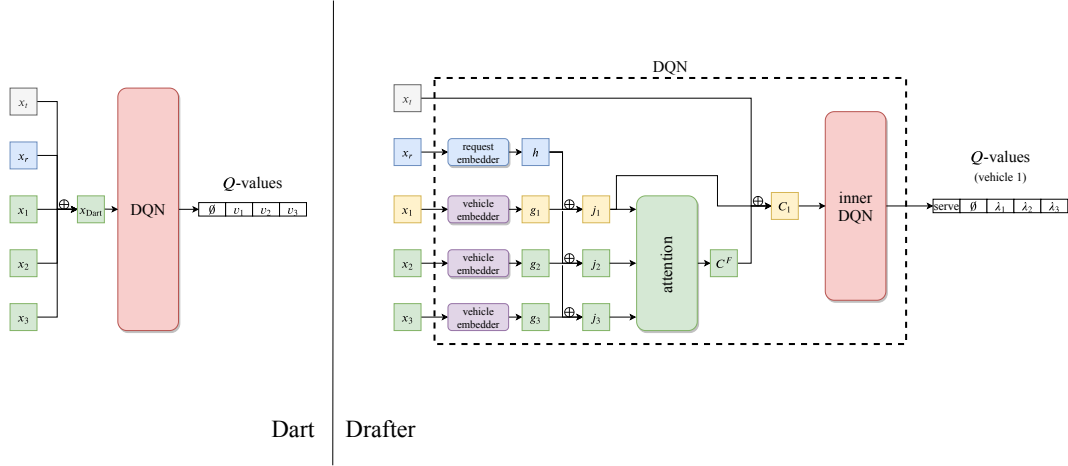 DQN
x_t
x_r
x_1
x_2
x_3
⊕
x_Dart
DQN
Q-values
∅ v_1 v_2 v_3
x_t
x_r
request
embedder
h
x_1
vehicle
embedder
g_1
⊕
j_1
x_2
vehicle
embedder
g_2
⊕
j_2
x_3
vehicle
embedder
g_3
⊕
j_3
attention
C^F
⊕
C_1
inner
DQN
Q-values
(vehicle 1)
serve ∅ λ_1 λ_2 λ_3
Dart
Drafter